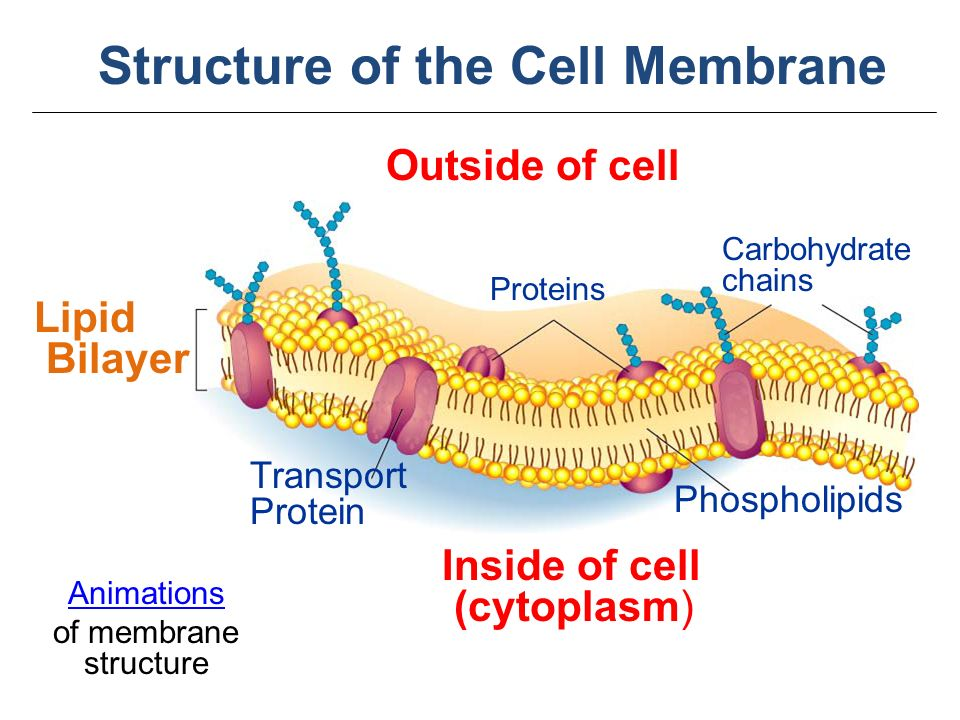 Structure of the Cell Membrane
Outside of cell
Carbohydrate
chains
Proteins
Lipid
Bilayer
Transport
Protein
Phospholipids
Inside of cell
(cytoplasm)
Animations
of membrane
structure